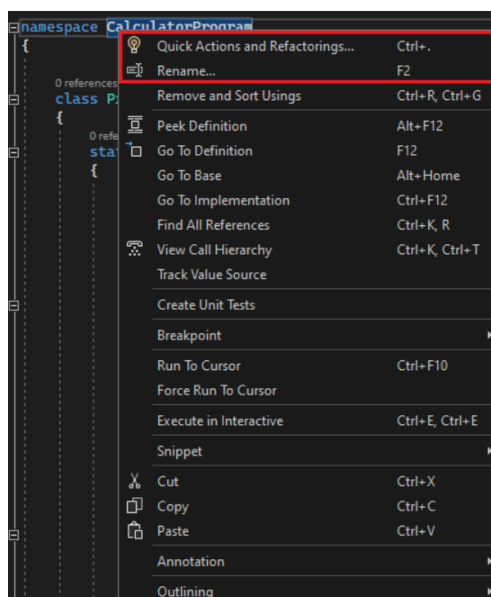 namespace CalculatorProgram
{
Quick Actions and Refactorings... Ctrl+.
Rename... F2
0 references
class P
Remove and Sort Usings Ctrl+R, Ctrl+G
{
Peek Definition Alt+F12
0 refe
sta
Go To Definition F12
{
Go To Base Alt+Home
Go To Implementation Ctrl+F12
Find All References Ctrl+K, R
View Call Hierarchy Ctrl+K, Ctrl+T
Track Value Source
Create Unit Tests
Breakpoint
Run To Cursor Ctrl+F10
Force Run To Cursor
Execute in Interactive Ctrl+E, Ctrl+E
Snippet
Cut Ctrl+X
Copy Ctrl+C
Paste Ctrl+V
Annotation
Outlining